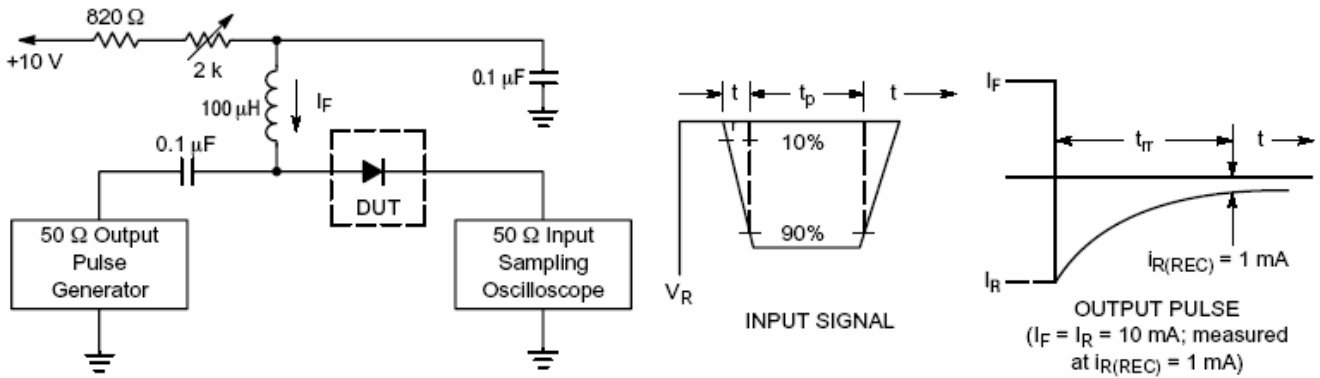 820 Ω
+10 V
2 k
100 µH
I_F
0.1 µF
0.1 µF
DUT
50 Ω Output
Pulse
Generator
50 Ω Input
Sampling
Oscilloscope
t
t_p
t
r
10%
90%
V_R
INPUT SIGNAL
I_F
t_rr
t
I_R
i_R(REC) = 1 mA
OUTPUT PULSE
(I_F = I_R = 10 mA; measured
at i_R(REC) = 1 mA)